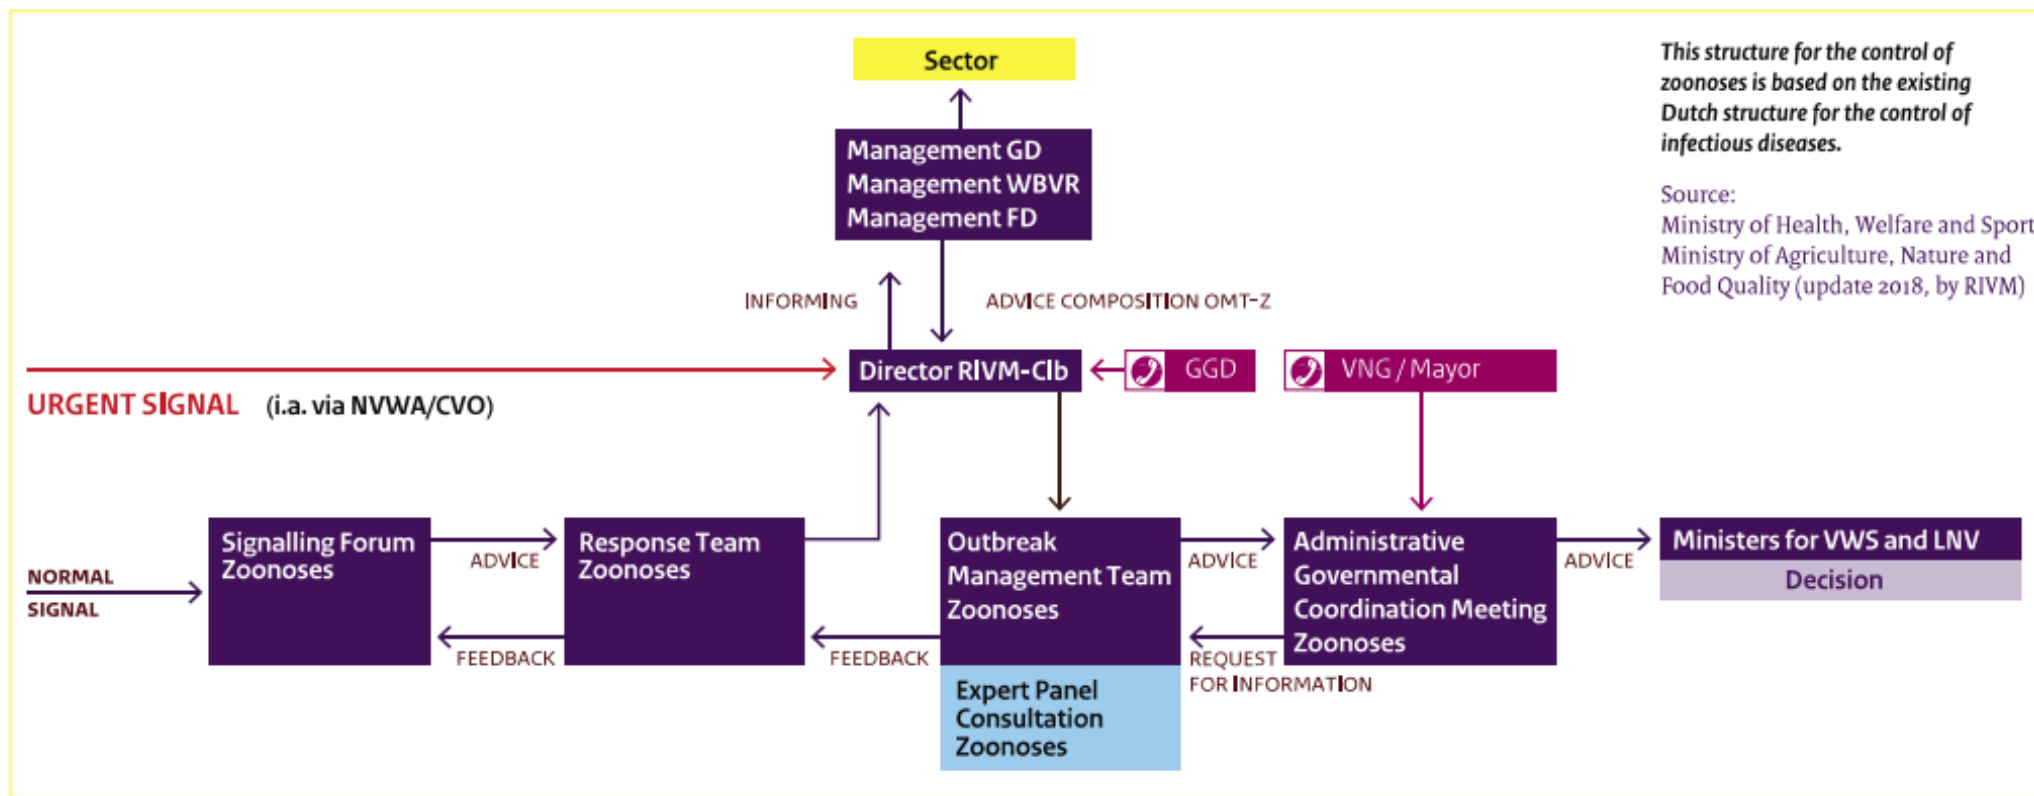 Sector
This structure for the control of
zoonoses is based on the existing
Dutch structure for the control of
infectious diseases.
Source:
Ministry of Health, Welfare and Sport
Ministry of Agriculture, Nature and
Food Quality (update 2018, by RIVM)
Management GD
Management WBVR
Management FD
INFORMING
ADVICE COMPOSITION OMT-Z
Director RIVM-CIb
GGD
VNG / Mayor
URGENT SIGNAL (i.a. via NVWA/CVO)
NORMAL
SIGNAL
Signalling Forum
Zoonoses
ADVICE
FEEDBACK
Response Team
Zoonoses
FEEDBACK
Outbreak
Management Team
Zoonoses
Expert Panel
Consultation
Zoonoses
ADVICE
REQUEST
FOR INFORMATION
Administrative
Governmental
Coordination Meeting
Zoonoses
ADVICE
Ministers for VWS and LNV
Decision